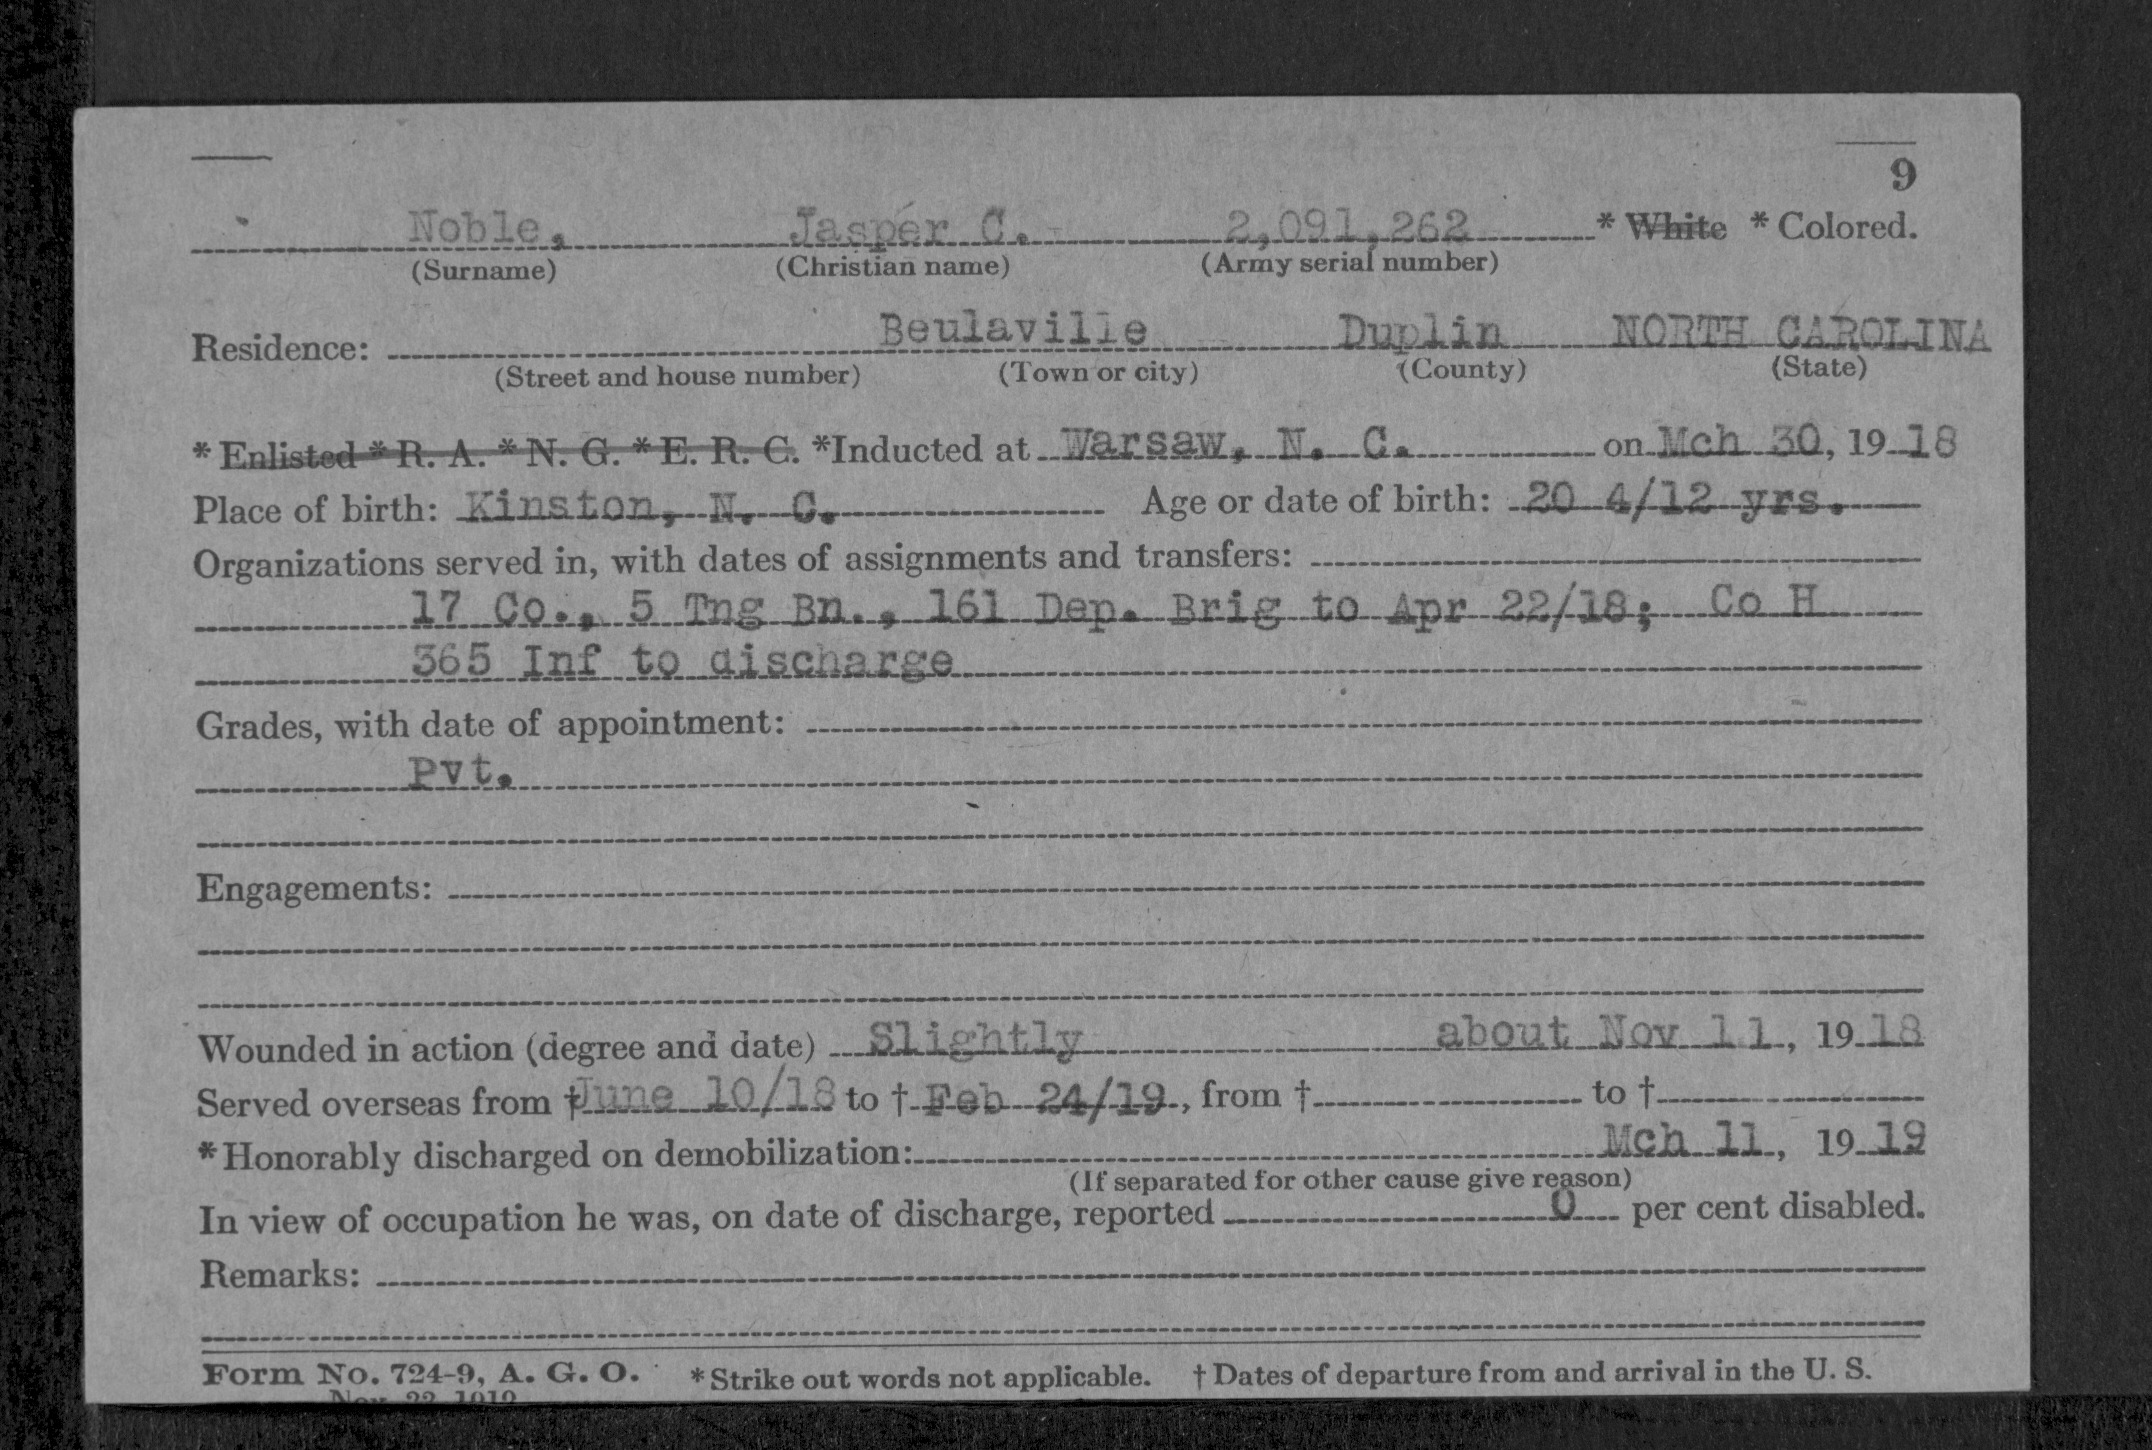 9
Noble, Jasper C. 2,091,262 * White * Colored.
(Surname) (Christian name) (Army serial number)
Residence: Beulaville Duplin NORTH CAROLINA
(Street and house number) (Town or city) (County) (State)
* Enlisted * R. A. * N. G. * E. R. C. *Inducted at Warsaw, N. C. on Mch 30, 19 18
Place of birth: Kinston, N. C. Age or date of birth: 20 4/12 yrs.
Organizations served in, with dates of assignments and transfers:
17 Co., 5 Tng Bn., 161 Dep. Brig to Apr 22/18; Co H
365 Inf to discharge
Grades, with date of appointment:
Pvt.
Engagements:
Wounded in action (degree and date) Slightly about Nov 11, 19 18
Served overseas from † June 10/18 to † Feb 24/19, from † to †
* Honorably discharged on demobilization: Mch 11, 19 19
(If separated for other cause give reason)
In view of occupation he was, on date of discharge, reported 0 per cent disabled.
Remarks:
Form No. 724-9, A. G. O. * Strike out words not applicable. † Dates of departure from and arrival in the U. S.
Nov. 22, 1919